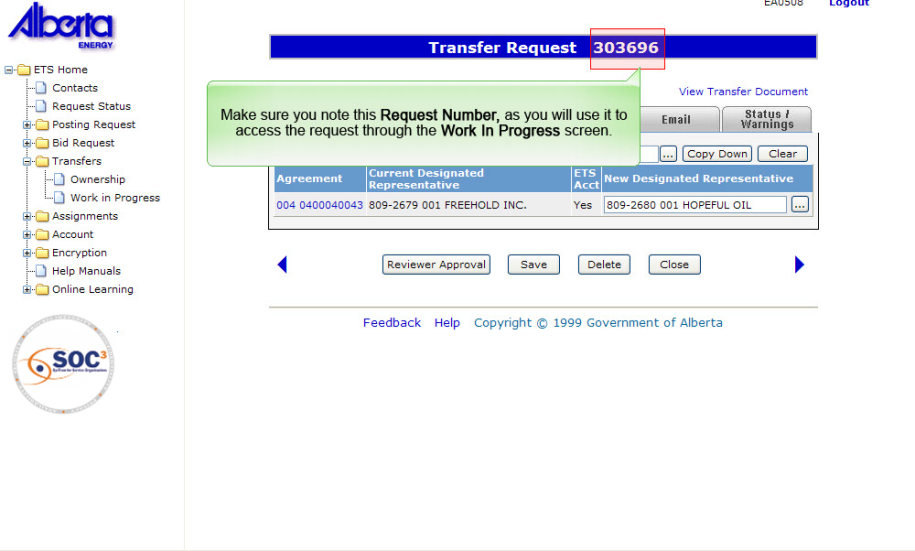 Alberta
ENERGY
EA0508 Logout
Transfer Request 303696
ETS Home
Contacts
Request Status
Posting Request
Bid Request
Transfers
Ownership
Work in Progress
Assignments
Account
Encryption
Help Manuals
Online Learning
SOC3
Make sure you note this Request Number, as you will use it to
access the request through the Work In Progress screen.
View Transfer Document
Email Status / Warnings
... Copy Down Clear
Agreement Current Designated Representative ETS Acct New Designated Representative
004 0400040043 809-2679 001 FREEHOLD INC. Yes 809-2680 001 HOPEFUL OIL ...
Reviewer Approval Save Delete Close
Feedback Help Copyright © 1999 Government of Alberta